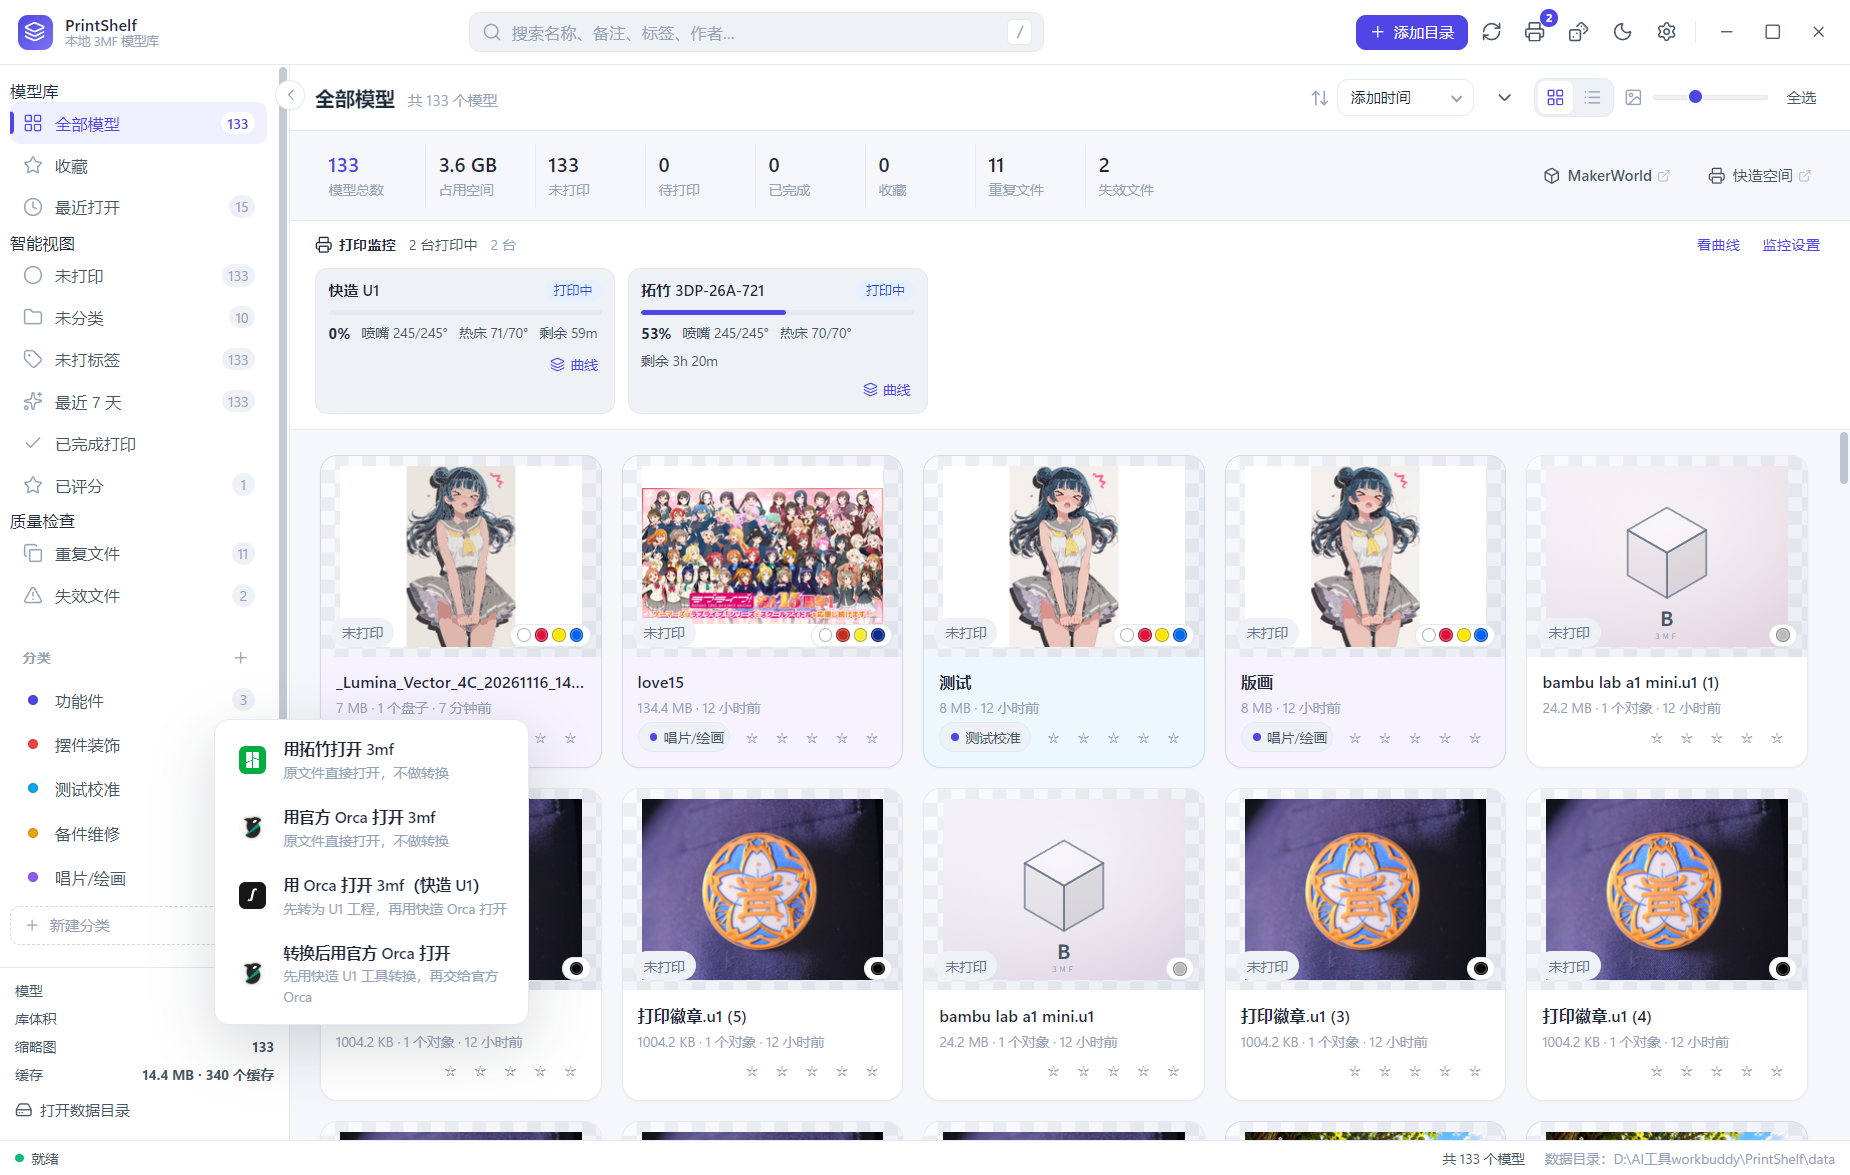 PrintShelf
本地 3MF 模型库
搜索名称、备注、标签、作者...
/
添加目录
2
模型库
全部模型
133
收藏
最近打开
15
智能视图
未打印
133
未分类
10
未打标签
133
最近 7 天
133
已完成打印
已评分
1
质量检查
重复文件
11
失效文件
2
分类
功能件
3
摆件装饰
测试校准
备件维修
唱片/绘画
新建分类
模型
库体积
缩略图
133
缓存
14.4 MB · 340 个缓存
打开数据目录
就绪
全部模型
共 133 个模型
添加时间
全选
133
模型总数
3.6 GB
占用空间
133
未打印
0
待打印
0
已完成
0
收藏
11
重复文件
2
失效文件
MakerWorld
快造空间
打印监控
2 台打印中
2 台
看曲线
监控设置
快造 U1
打印中
0% 喷嘴 245/245° 热床 71/70° 剩余 59m
曲线
拓竹 3DP-26A-721
打印中
53% 喷嘴 245/245° 热床 70/70°
剩余 3h 20m
曲线
未打印
_Lumina_Vector_4C_20261116_14...
7 MB · 1 个盘子 · 7 分钟前
未打印
love15
134.4 MB · 12 小时前
唱片/绘画
未打印
测试
8 MB · 12 小时前
测试校准
未打印
版画
8 MB · 12 小时前
唱片/绘画
B
3MF
未打印
bambu lab a1 mini.u1 (1)
24.2 MB · 1 个对象 · 12 小时前
用拓竹打开 3mf
原文件直接打开，不做转换
用官方 Orca 打开 3mf
原文件直接打开，不做转换
用 Orca 打开 3mf（快造 U1）
先转为 U1 工程，再用快造 Orca 打开
转换后用官方 Orca 打开
先用快造 U1 工具转换，再交给官方
Orca
1004.2 KB · 1 个对象 · 12 小时前
未打印
打印徽章.u1 (5)
1004.2 KB · 1 个对象 · 12 小时前
B
3MF
未打印
bambu lab a1 mini.u1
24.2 MB · 1 个对象 · 12 小时前
未打印
打印徽章.u1 (3)
1004.2 KB · 1 个对象 · 12 小时前
未打印
打印徽章.u1 (4)
1004.2 KB · 1 个对象 · 12 小时前
共 133 个模型
数据目录：D:\AI工具workbuddy\PrintShelf\data